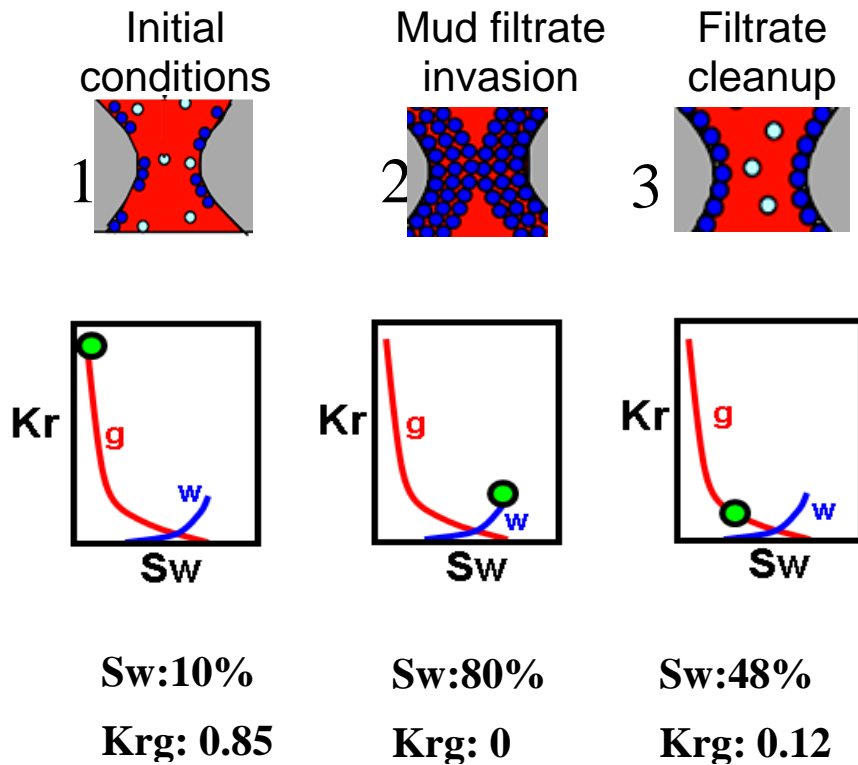 Initial
conditions
Mud filtrate
invasion
Filtrate
cleanup
1
2
3
Kr
g
w
Sw
Kr
g
w
Sw
Kr
g
w
Sw
Sw:10%
Sw:80%
Sw:48%
Krg: 0.85
Krg: 0
Krg: 0.12